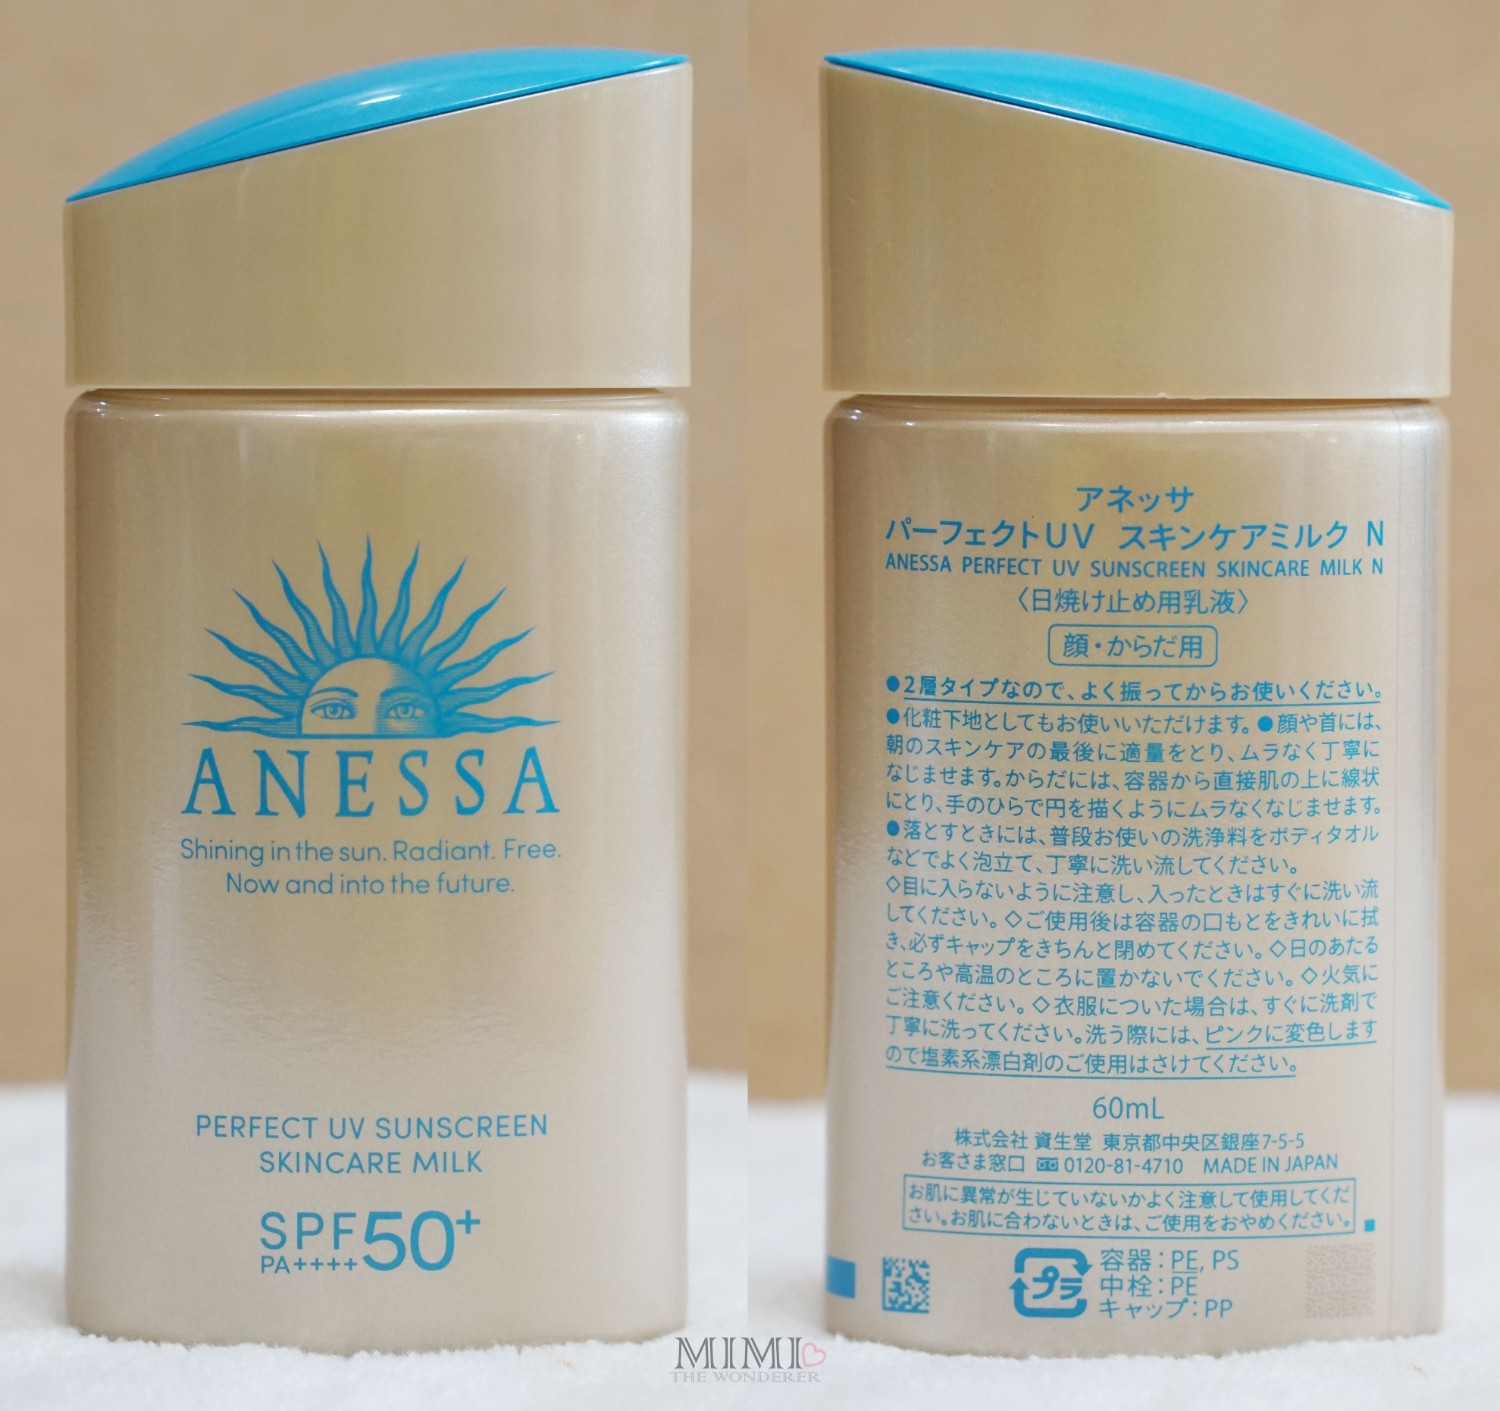 ANESSA
Shining in the sun. Radiant. Free.
Now and into the future.
PERFECT UV SUNSCREEN
SKINCARE MILK
SPF 50+
PA++++
アネッサ
パーフェクトUV スキンケアミルク N
ANESSA PERFECT UV SUNSCREEN SKINCARE MILK N
〈日焼け止め用乳液〉
顔・からだ用
●2層タイプなので、よく振ってからお使いください。
●化粧下地としてもお使いいただけます。●顔や首には、
朝のスキンケアの最後に適量をとり、ムラなく丁寧に
なじませます。からだには、容器から直接肌の上に線状
にとり、手のひらで円を描くようにムラなくなじませます。
●落とすときには、普段お使いの洗浄料をボディタオル
などでよく泡立て、丁寧に洗い流してください。
◇目に入らないように注意し、入ったときはすぐに洗い流
してください。◇ご使用後は容器の口もとをきれいに拭
き、必ずキャップをきちんと閉めてください。◇日のあたる
ところや高温のところに置かないでください。◇火気に
ご注意ください。◇衣服についた場合は、すぐに洗剤で
丁寧に洗ってください。洗う際には、ピンクに変色します
ので塩素系漂白剤のご使用はさけてください。
60mL
株式会社 資生堂 東京都中央区銀座7-5-5
お客さま窓口 0120-81-4710 MADE IN JAPAN
お肌に異常が生じていないかよく注意して使用してくだ
さい。お肌に合わないときは、ご使用をおやめください。
プラ
容器：PE, PS
中栓：PE
キャップ：PP
MIMI
THE WONDERER